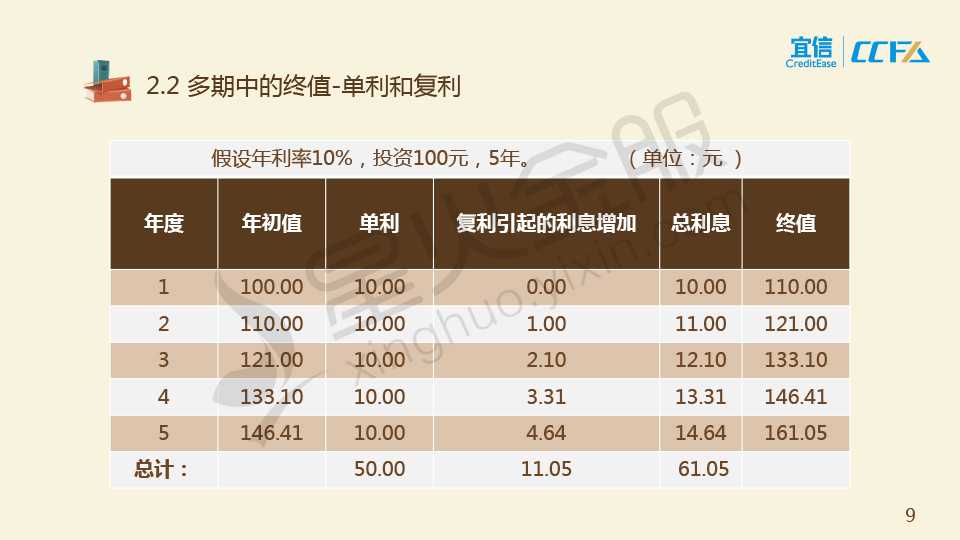 宜信
CreditEase
CCFA
2.2 多期中的终值-单利和复利
假设年利率10%，投资100元，5年。 （单位：元 ）
年度 年初值 单利 复利引起的利息增加 总利息 终值
1 100.00 10.00 0.00 10.00 110.00
2 110.00 10.00 1.00 11.00 121.00
3 121.00 10.00 2.10 12.10 133.10
4 133.10 10.00 3.31 13.31 146.41
5 146.41 10.00 4.64 14.64 161.05
总计： 50.00 11.05 61.05
星火金服
xinghuo.yixin.com
9